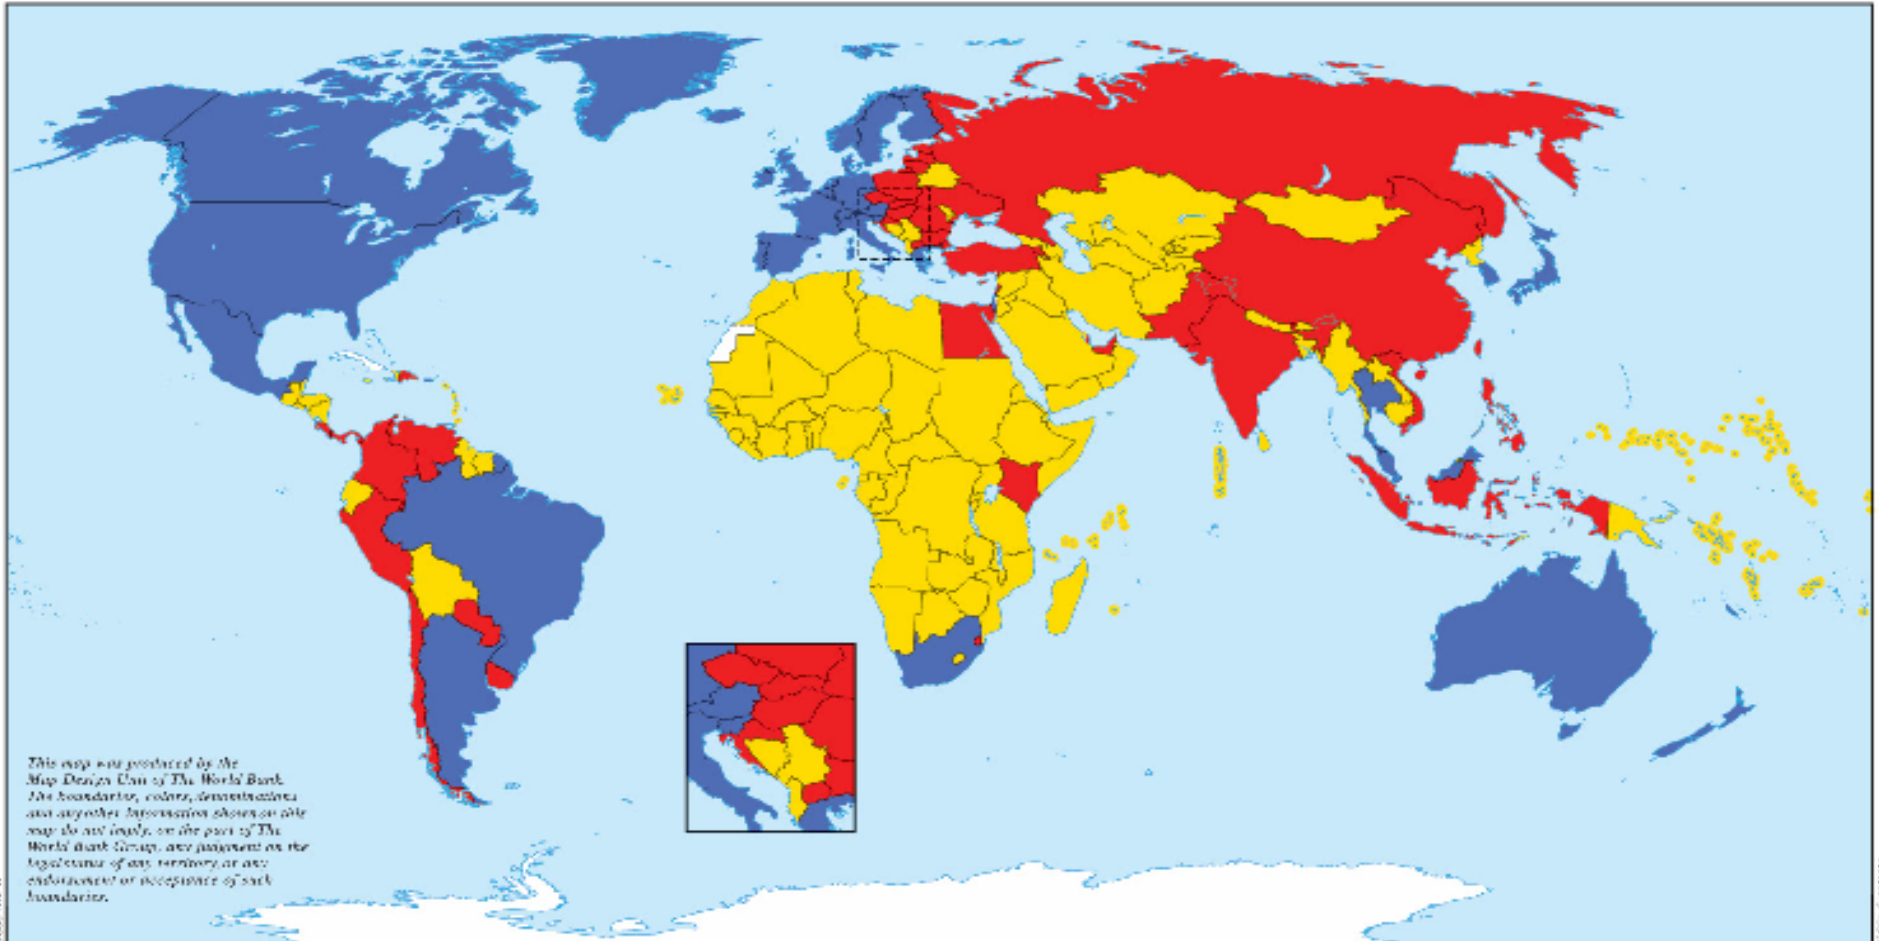 This map was produced by the
Map Design Unit of The World Bank.
The boundaries, colors, denominations
and any other information shown on this
map do not imply, on the part of The
World Bank Group, any judgment on the
legal status of any territory, or any
endorsement or acceptance of such
boundaries.